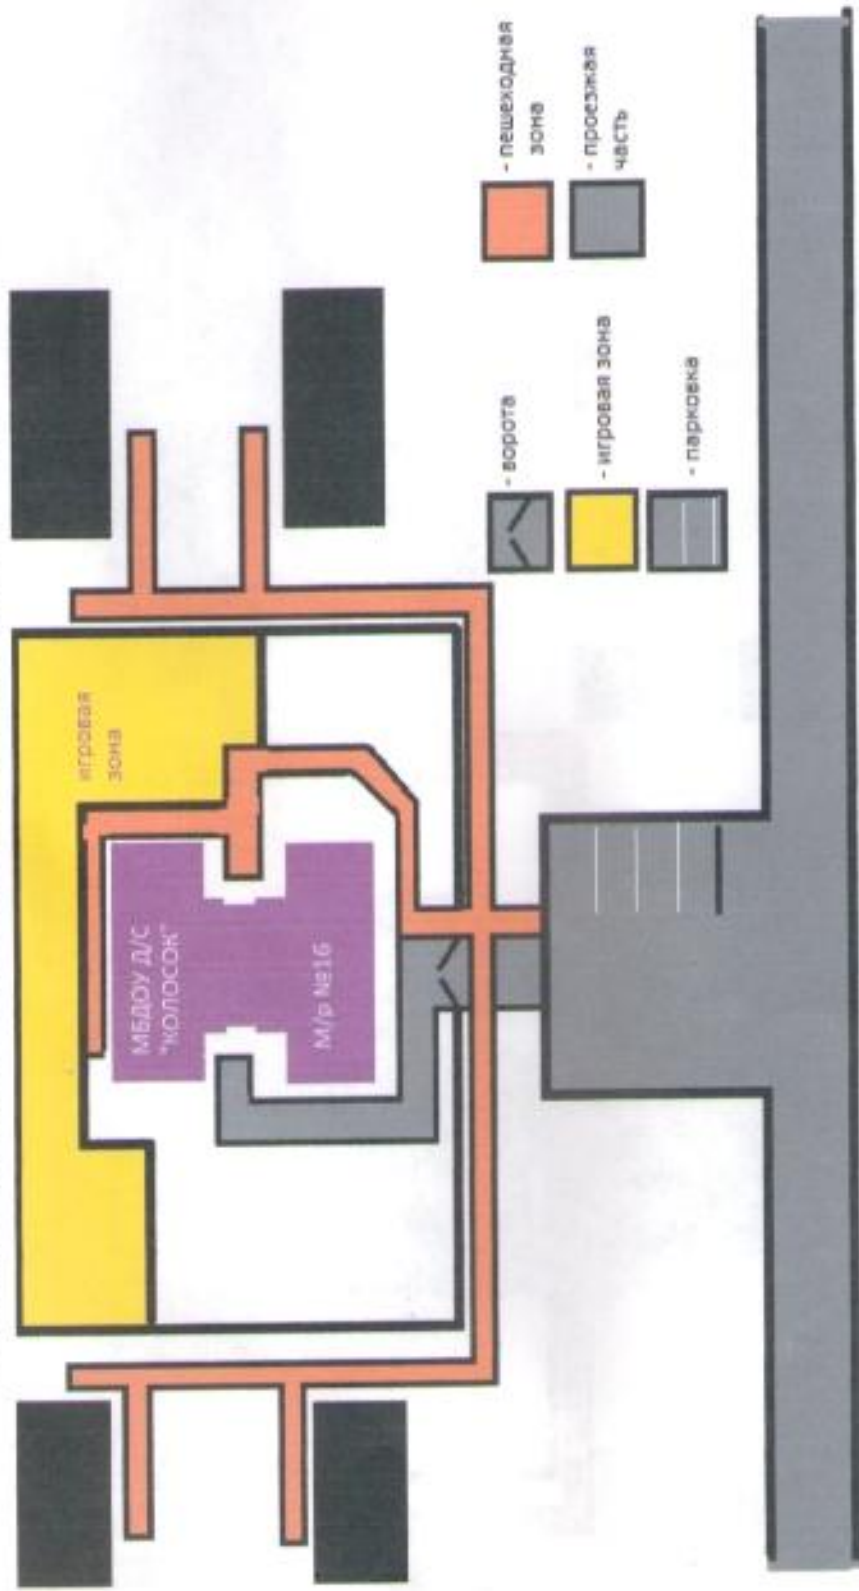 игровая
зона
МБДОУ Д/С
"КОЛОСОК"
М/р №16
- ворота
- пешеходная
зона
- игровая зона
- проезжая
часть
- парковка